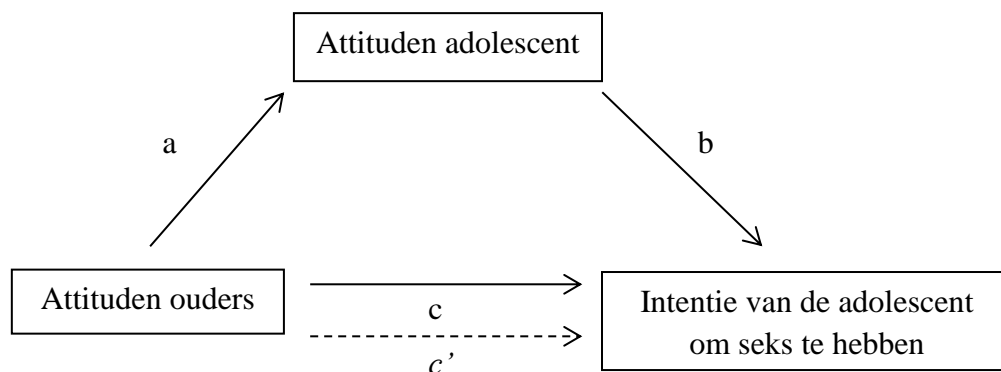 Attituden adolescent
a
b
Attituden ouders
c
c’
Intentie van de adolescent
om seks te hebben